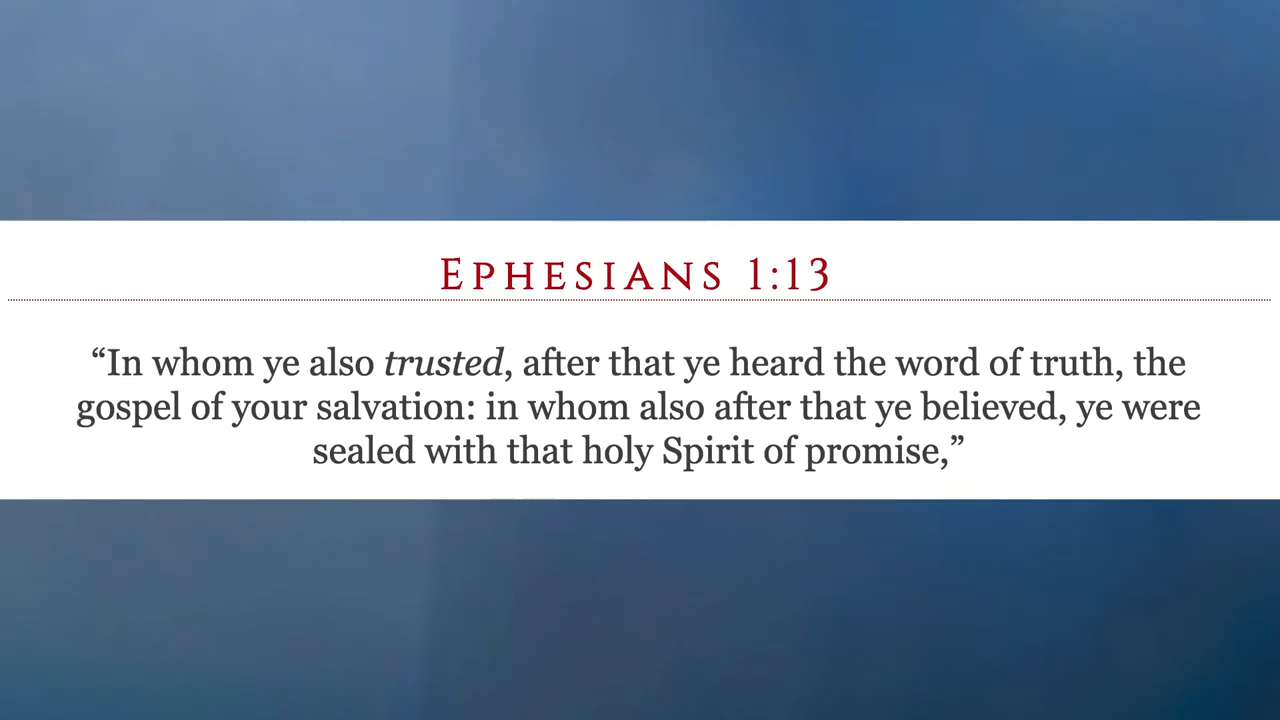 Ephesians 1:13
“In whom ye also trusted, after that ye heard the word of truth, the
gospel of your salvation: in whom also after that ye believed, ye were
sealed with that holy Spirit of promise,”